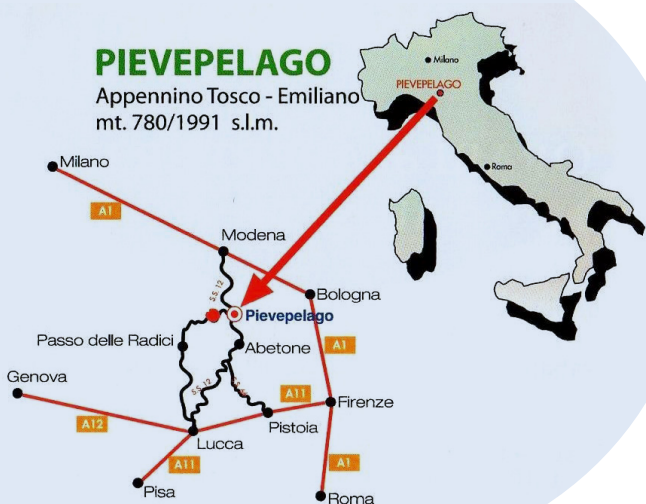 PIEVEPELAGO
Appennino Tosco - Emiliano
mt. 780/1991 s.l.m.
Milano
PIEVEPELAGO
Roma
Milano
A1
Modena
S.S. 12
Bologna
Pievepelago
Passo delle Radici
Abetone
A1
Genova
S.S. 12
A11
Firenze
A12
Pistoia
Lucca
A11
A1
Pisa
Roma